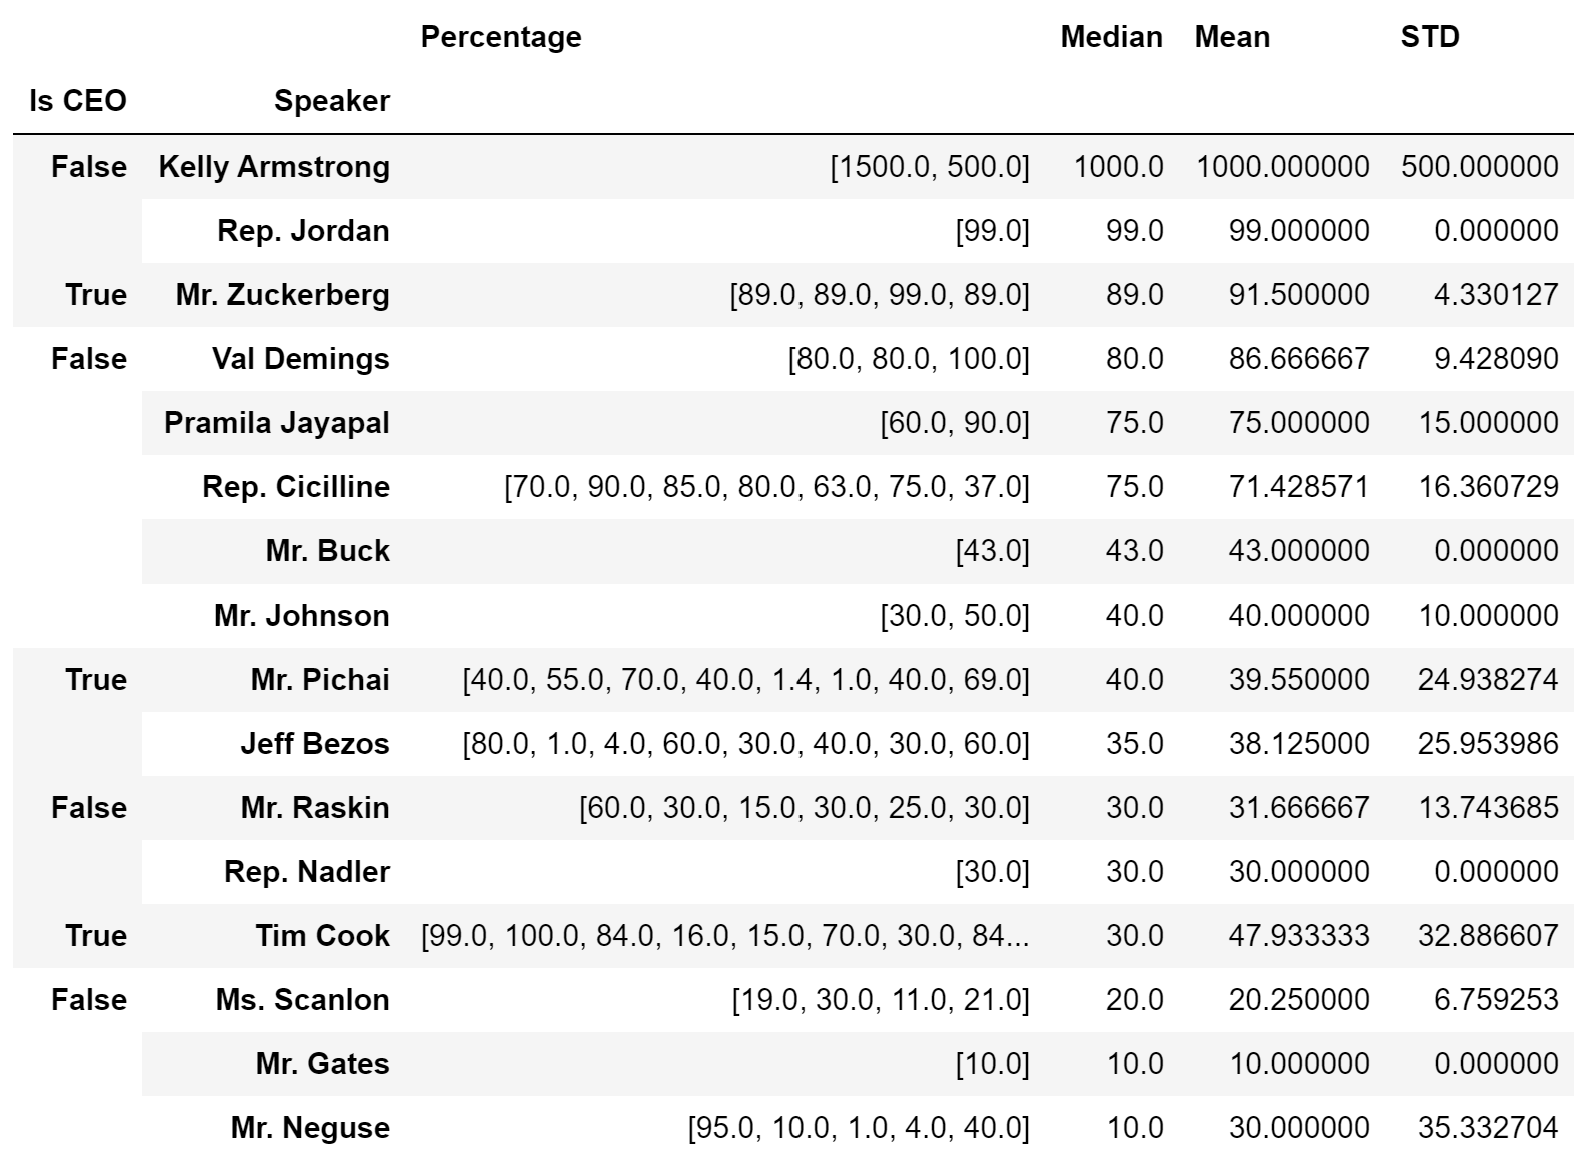 Percentage Median Mean STD
Is CEO Speaker
False Kelly Armstrong [1500.0, 500.0] 1000.0 1000.000000 500.000000
Rep. Jordan [99.0] 99.0 99.000000 0.000000
True Mr. Zuckerberg [89.0, 89.0, 99.0, 89.0] 89.0 91.500000 4.330127
False Val Demings [80.0, 80.0, 100.0] 80.0 86.666667 9.428090
Pramila Jayapal [60.0, 90.0] 75.0 75.000000 15.000000
Rep. Cicilline [70.0, 90.0, 85.0, 80.0, 63.0, 75.0, 37.0] 75.0 71.428571 16.360729
Mr. Buck [43.0] 43.0 43.000000 0.000000
Mr. Johnson [30.0, 50.0] 40.0 40.000000 10.000000
True Mr. Pichai [40.0, 55.0, 70.0, 40.0, 1.4, 1.0, 40.0, 69.0] 40.0 39.550000 24.938274
Jeff Bezos [80.0, 1.0, 4.0, 60.0, 30.0, 40.0, 30.0, 60.0] 35.0 38.125000 25.953986
False Mr. Raskin [60.0, 30.0, 15.0, 30.0, 25.0, 30.0] 30.0 31.666667 13.743685
Rep. Nadler [30.0] 30.0 30.000000 0.000000
True Tim Cook [99.0, 100.0, 84.0, 16.0, 15.0, 70.0, 30.0, 84... 30.0 47.933333 32.886607
False Ms. Scanlon [19.0, 30.0, 11.0, 21.0] 20.0 20.250000 6.759253
Mr. Gates [10.0] 10.0 10.000000 0.000000
Mr. Neguse [95.0, 10.0, 1.0, 4.0, 40.0] 10.0 30.000000 35.332704